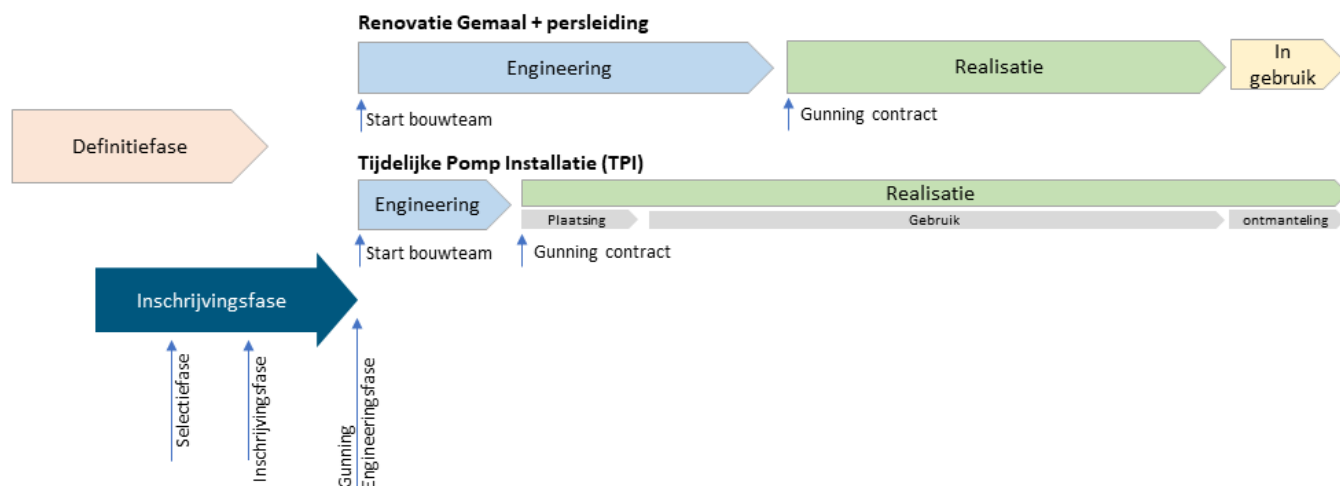 Renovatie Gemaal + persleiding
Engineering
Realisatie
In
gebruik
Start bouwteam
Gunning contract
Definitiefase
Tijdelijke Pomp Installatie (TPI)
Engineering
Realisatie
Plaatsing
Gebruik
ontmanteling
Start bouwteam
Gunning contract
Inschrijvingsfase
Selectiefase
Inschrijvingsfase
Gunning
Engineeringsfase